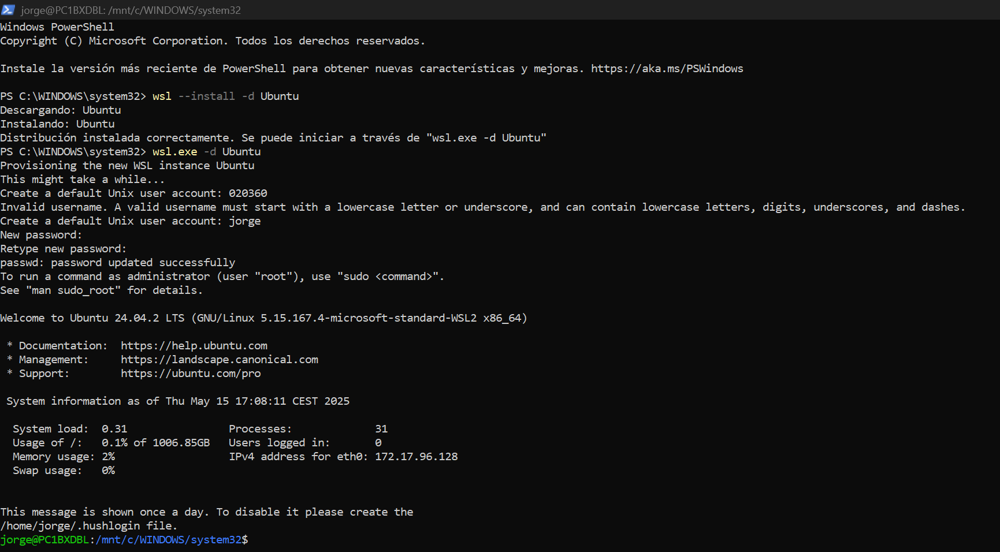 jorge@PC1BXDBL: /mnt/c/WINDOWS/system32
Windows PowerShell
Copyright (C) Microsoft Corporation. Todos los derechos reservados.
Instale la versión más reciente de PowerShell para obtener nuevas características y mejoras. https://aka.ms/PSWindows
PS C:\WINDOWS\system32> wsl --install -d Ubuntu
Descargando: Ubuntu
Instalando: Ubuntu
Distribución instalada correctamente. Se puede iniciar a través de "wsl.exe -d Ubuntu"
PS C:\WINDOWS\system32> wsl.exe -d Ubuntu
Provisioning the new WSL instance Ubuntu
This might take a while...
Create a default Unix user account: 020360
Invalid username. A valid username must start with a lowercase letter or underscore, and can contain lowercase letters, digits, underscores, and dashes.
Create a default Unix user account: jorge
New password:
Retype new password:
passwd: password updated successfully
To run a command as administrator (user "root"), use "sudo <command>".
See "man sudo_root" for details.
Welcome to Ubuntu 24.04.2 LTS (GNU/Linux 5.15.167.4-microsoft-standard-WSL2 x86_64)
* Documentation:  https://help.ubuntu.com
* Management:     https://landscape.canonical.com
* Support:        https://ubuntu.com/pro
System information as of Thu May 15 17:08:11 CEST 2025
System load:  0.31                Processes:             31
Usage of /:   0.1% of 1006.85GB   Users logged in:       0
Memory usage: 2%                  IPv4 address for eth0: 172.17.96.128
Swap usage:   0%
This message is shown once a day. To disable it please create the
/home/jorge/.hushlogin file.
jorge@PC1BXDBL:/mnt/c/WINDOWS/system32$